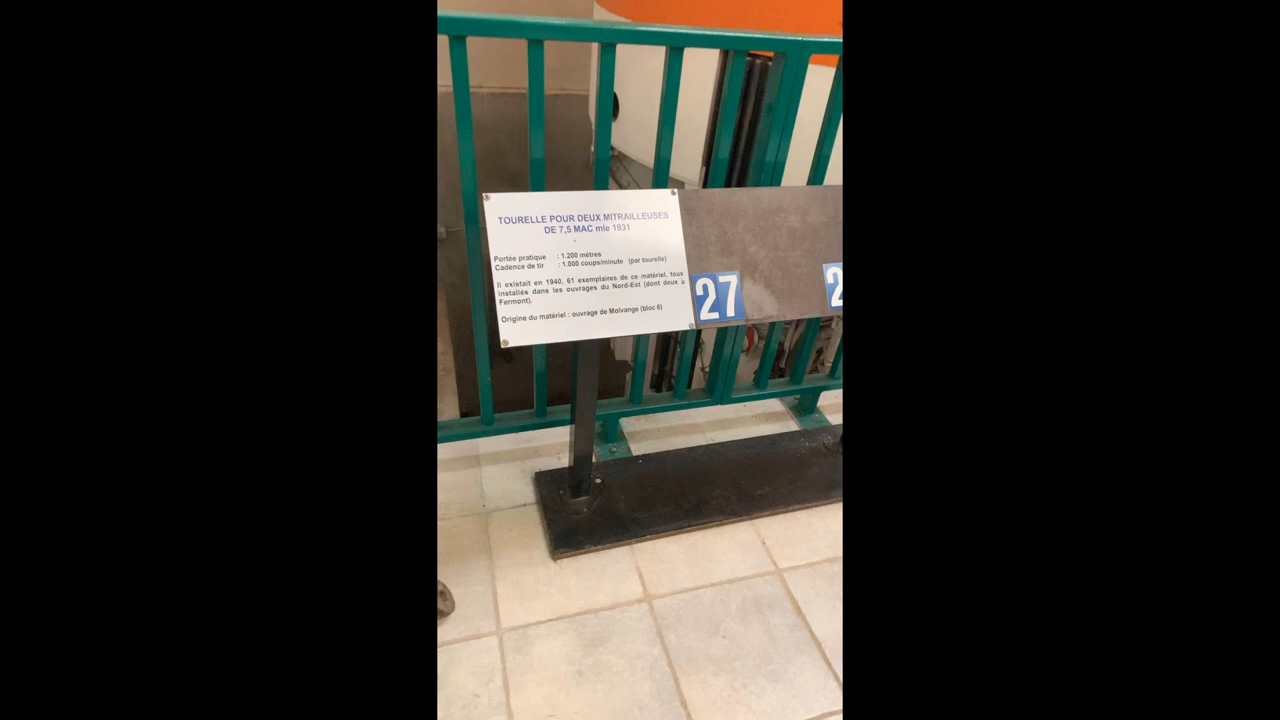 TOURELLE POUR DEUX MITRAILLEUSES
DE 7,5 MAC mle 1931
Portée pratique : 1.200 mètres
Cadence de tir : 1.000 coups/minute (par tourelle)
Il existait en 1940, 61 exemplaires de ce matériel, tous
installés dans les ouvrages du Nord-Est (dont deux à
Fermont).
Origine du matériel : ouvrage de Molvange (bloc 6)
27
2